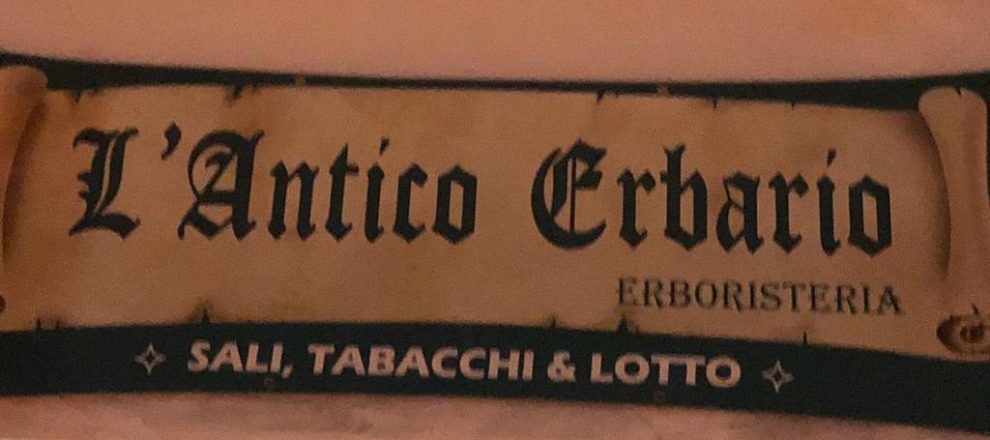 L'Antico Erbario
ERBORISTERIA
SALI, TABACCHI & LOTTO